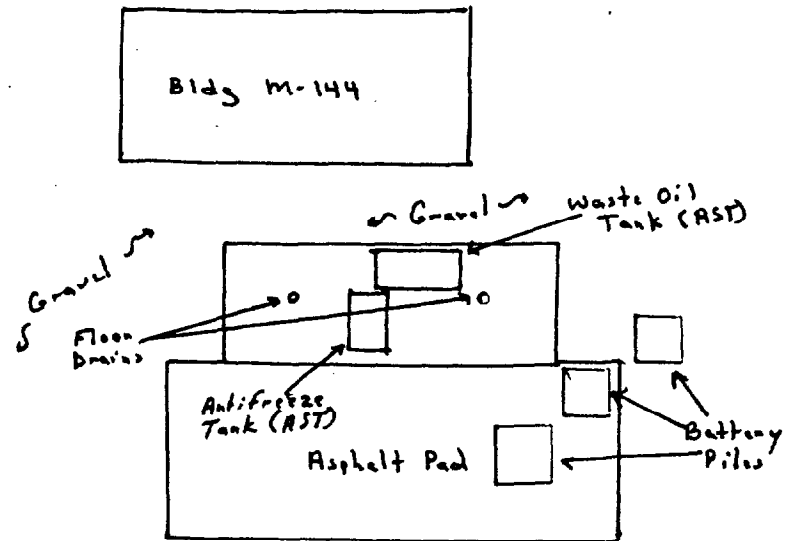 Bldg M-144
Gravel
Waste Oil
Tank (AST)
Gravel
Floor
Drains
Antifreeze
Tank (AST)
Asphalt Pad
Battery
Piles